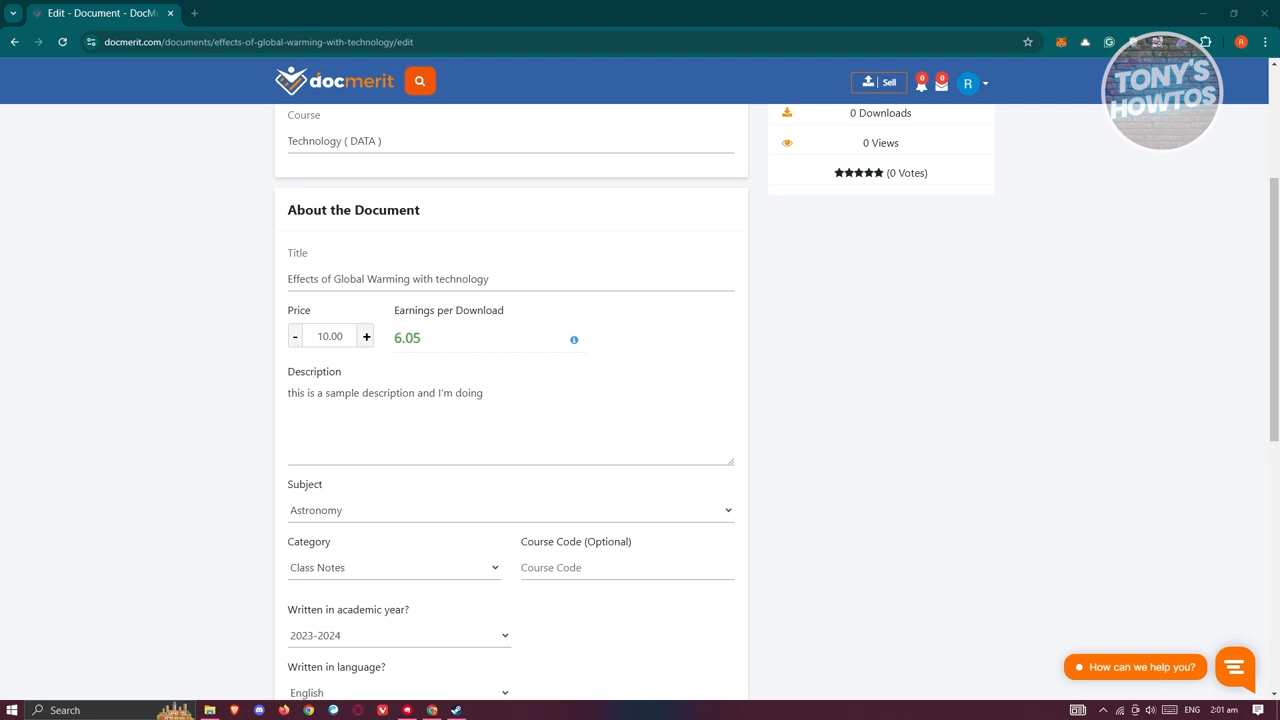 Edit - Document - DocM
docmerit.com/documents/effects-of-global-warming-with-technology/edit
R
docmerit
Sell
0
0
R
TONY'S
HOWTOS
Course
Technology ( DATA )
0 Downloads
0 Views
(0 Votes)
About the Document
Title
Effects of Global Warming with technology
Price
Earnings per Download
-
10.00
+
6.05
Description
this is a sample description and I'm doing
Subject
Astronomy
Category
Course Code (Optional)
Class Notes
Course Code
Written in academic year?
2023-2024
Written in language?
English
How can we help you?
Search
ENG
2:01 am